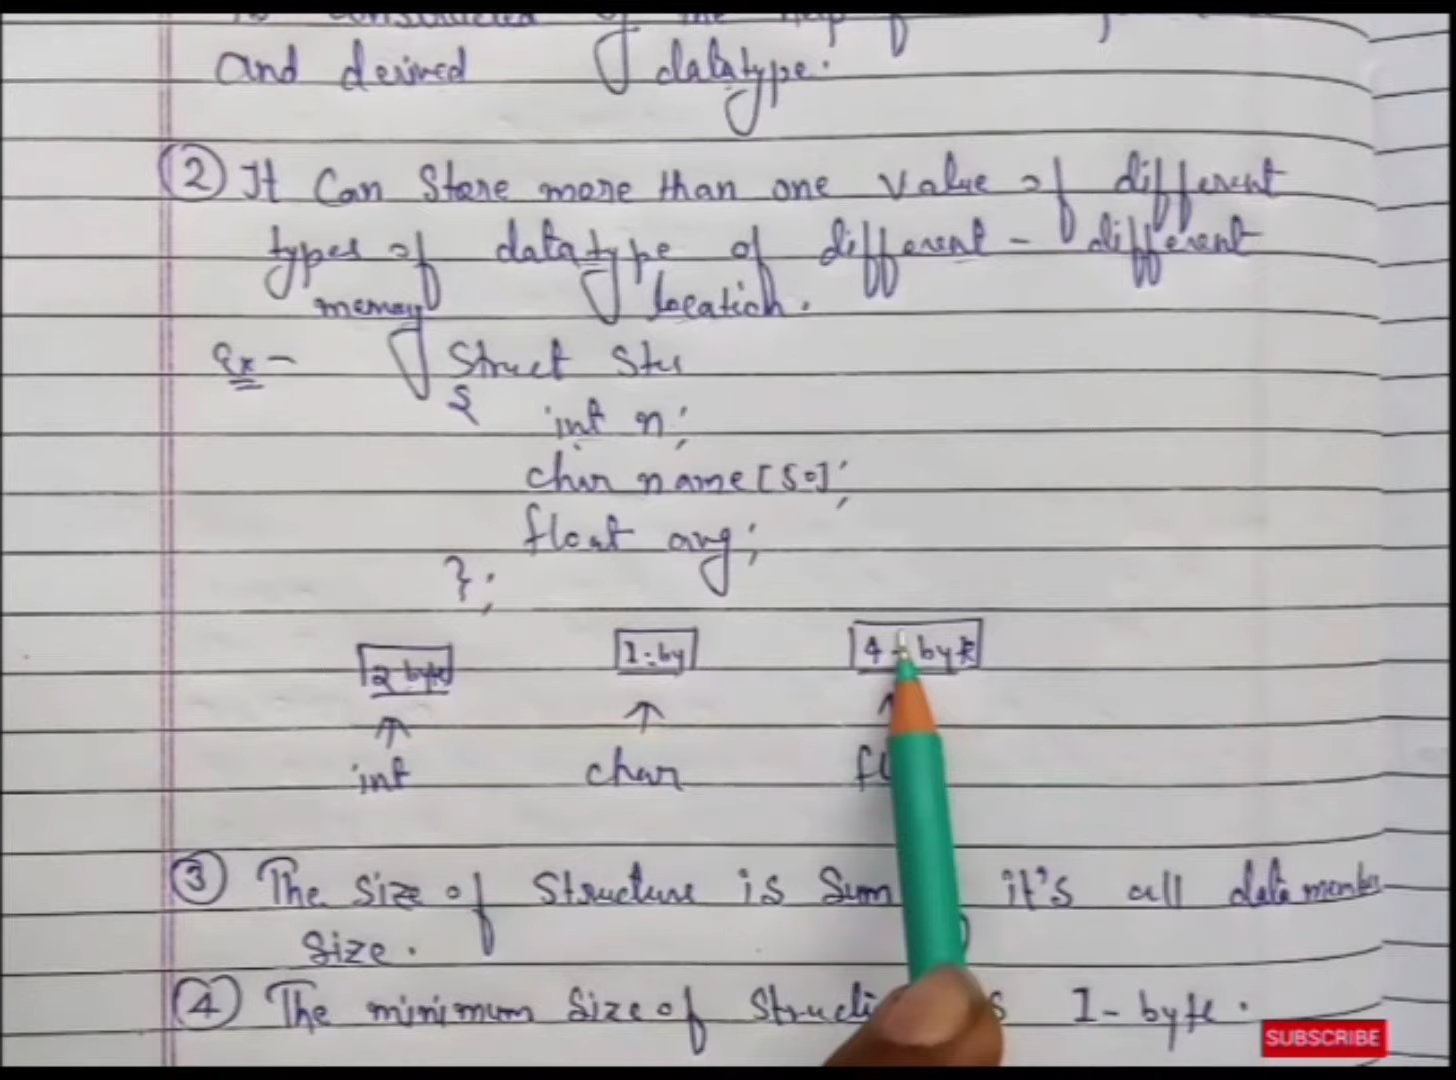 and derived datatype.
② It Can Store more than one value of different
types of datatype of different - different
memory location.
Ex - Struct Stu
{
int n;
char name[50];
float avg;
};
2 byte 1-by 4-byte
int char
③ The size of Structure is Sum it's all data member
Size.
④ The minimum Size of 1-byte.
SUBSCRIBE